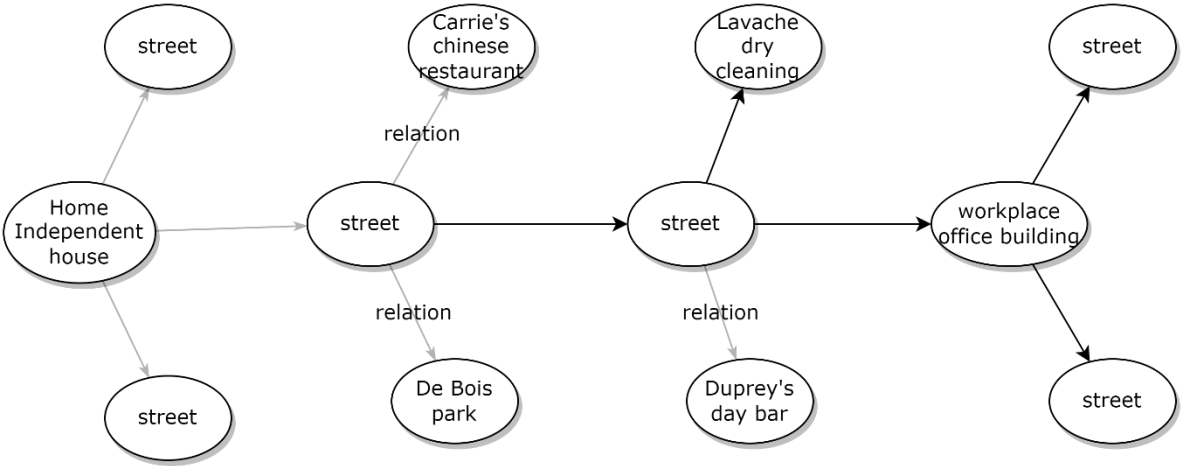 street
Carrie's
chinese
restaurant
Lavache
dry
cleaning
street
relation
Home
Independent
house
street
street
workplace
office building
relation
relation
street
De Bois
park
Duprey's
day bar
street